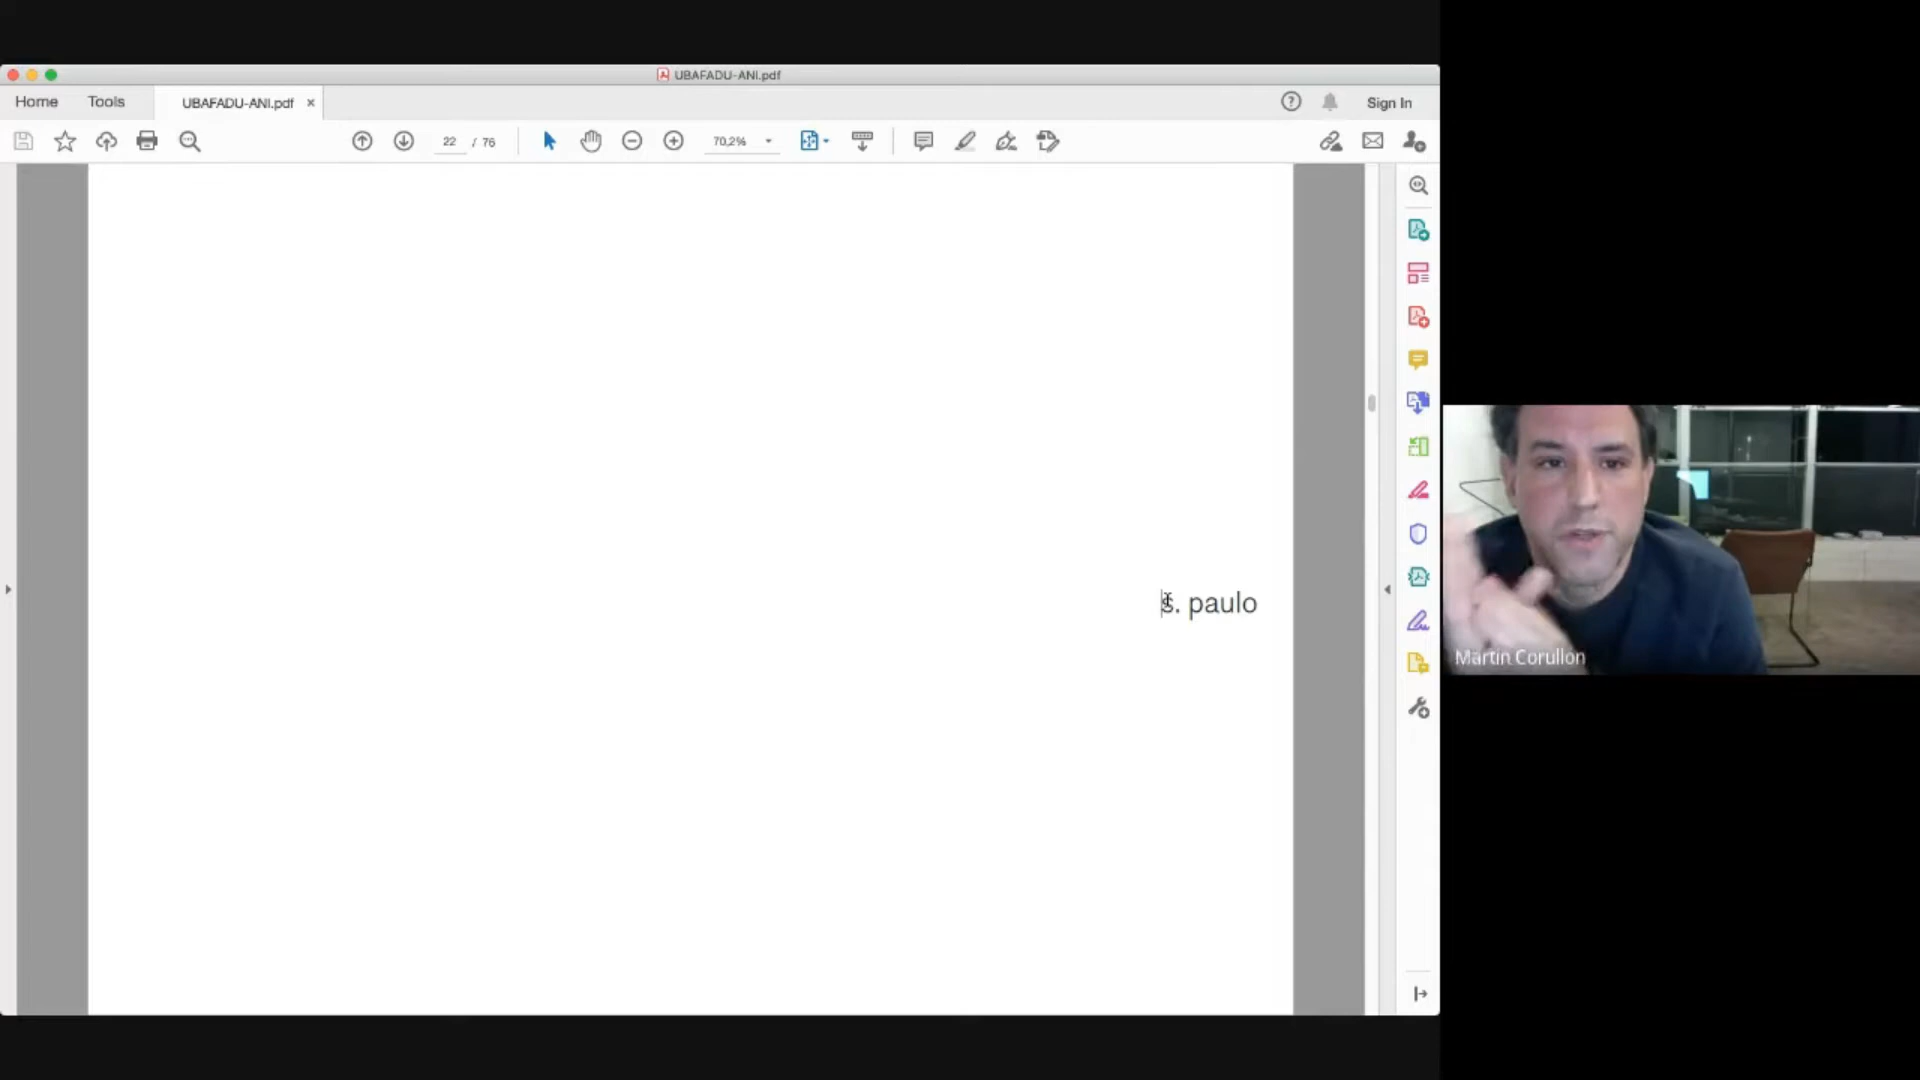 UBAFADU-ANI.pdf
Home
Tools
UBAFADU-ANI.pdf
Sign In
22 / 76
70,2%
s. paulo
Martin Corullon